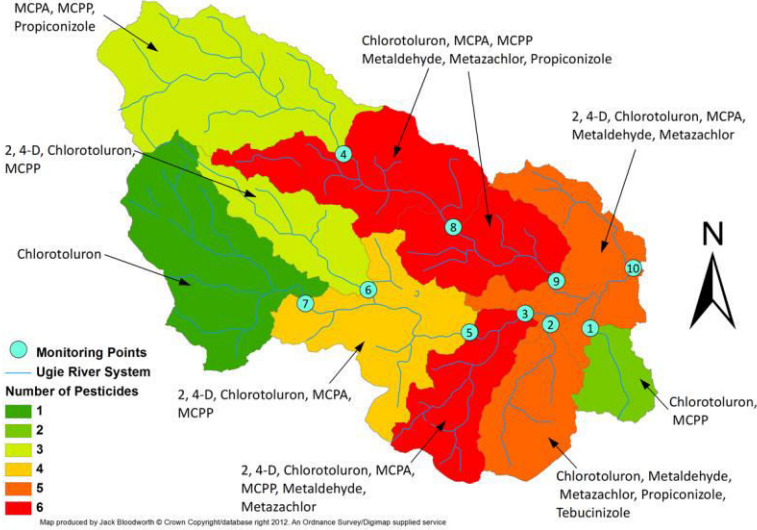 MCPA, MCPP,
Propiconizole
Chlorotoluron, MCPA, MCPP
Metaldehyde, Metazachlor, Propiconizole
2, 4-D, Chlorotoluron, MCPA,
Metaldehyde, Metazachlor
2, 4-D, Chlorotoluron,
MCPP
4
8
N
Chlorotoluron
10
9
6
7
3
2
1
5
Monitoring Points
Ugie River System
Number of Pesticides
1
2
3
4
5
6
2, 4-D, Chlorotoluron, MCPA,
MCPP
Chlorotoluron,
MCPP
2, 4-D, Chlorotoluron, MCPA,
MCPP, Metaldehyde,
Metazachlor
Chlorotoluron, Metaldehyde,
Metazachlor, Propiconizole,
Tebucinizole
Map produced by Jack Bloodworth © Crown Copyright/database right 2012. An Ordnance Survey/Digimap supplied service